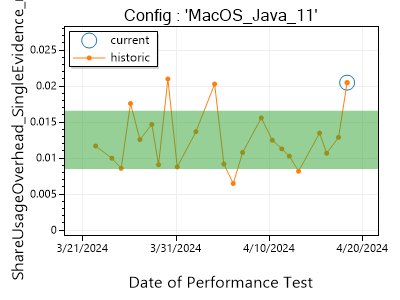 Config : 'MacOS_Java_11'
current
historic
0.025
0.02
0.015
0.01
0.005
0
ShareUsageOverhead_SingleEvidence_
3/21/2024
3/31/2024
4/10/2024
4/20/2024
Date of Performance Test